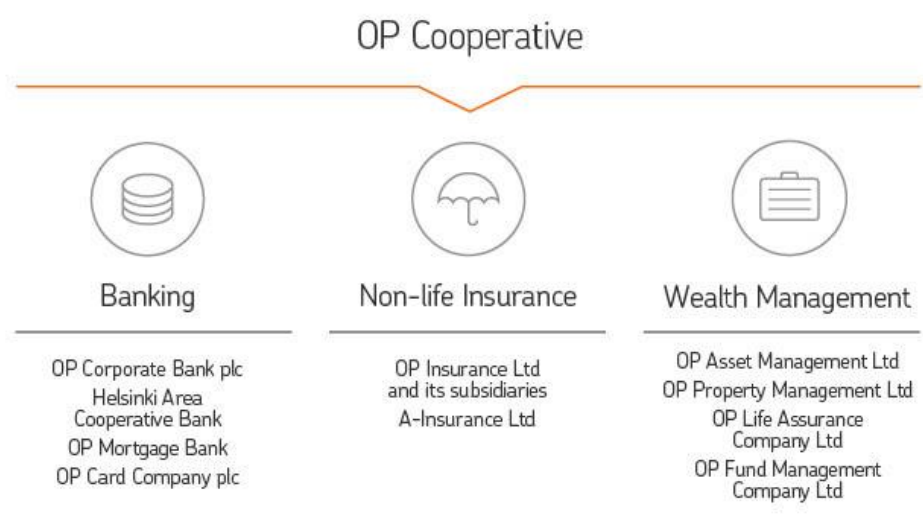 OP Cooperative
Banking
OP Corporate Bank plc
Helsinki Area
Cooperative Bank
OP Mortgage Bank
OP Card Company plc
Non-life Insurance
OP Insurance Ltd
and its subsidiaries
A-Insurance Ltd
Wealth Management
OP Asset Management Ltd
OP Property Management Ltd
OP Life Assurance
Company Ltd
OP Fund Management
Company Ltd